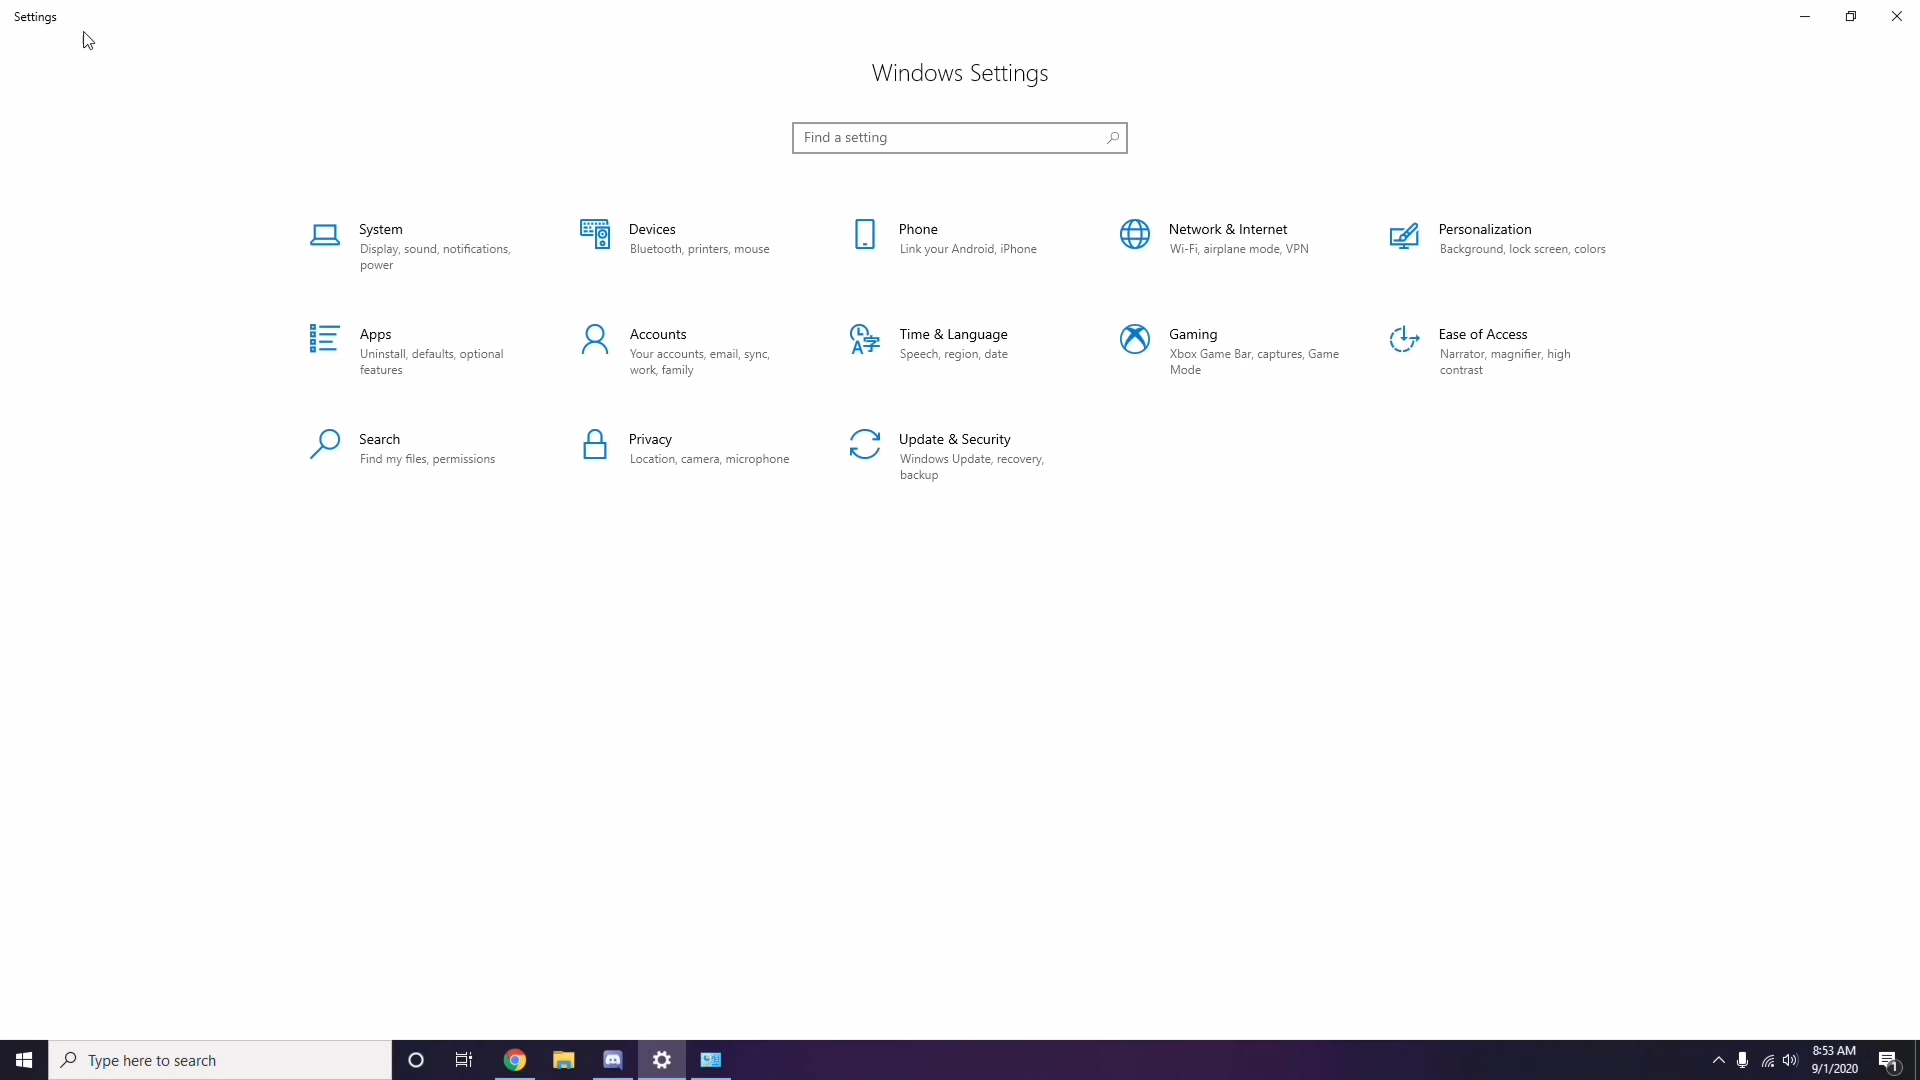 Settings
Windows Settings
Find a setting
System
Display, sound, notifications,
power
Devices
Bluetooth, printers, mouse
Phone
Link your Android, iPhone
Network & Internet
Wi-Fi, airplane mode, VPN
Personalization
Background, lock screen, colors
Apps
Uninstall, defaults, optional
features
Accounts
Your accounts, email, sync,
work, family
Time & Language
Speech, region, date
Gaming
Xbox Game Bar, captures, Game
Mode
Ease of Access
Narrator, magnifier, high
contrast
Search
Find my files, permissions
Privacy
Location, camera, microphone
Update & Security
Windows Update, recovery,
backup
Type here to search
8:53 AM
9/1/2020
1